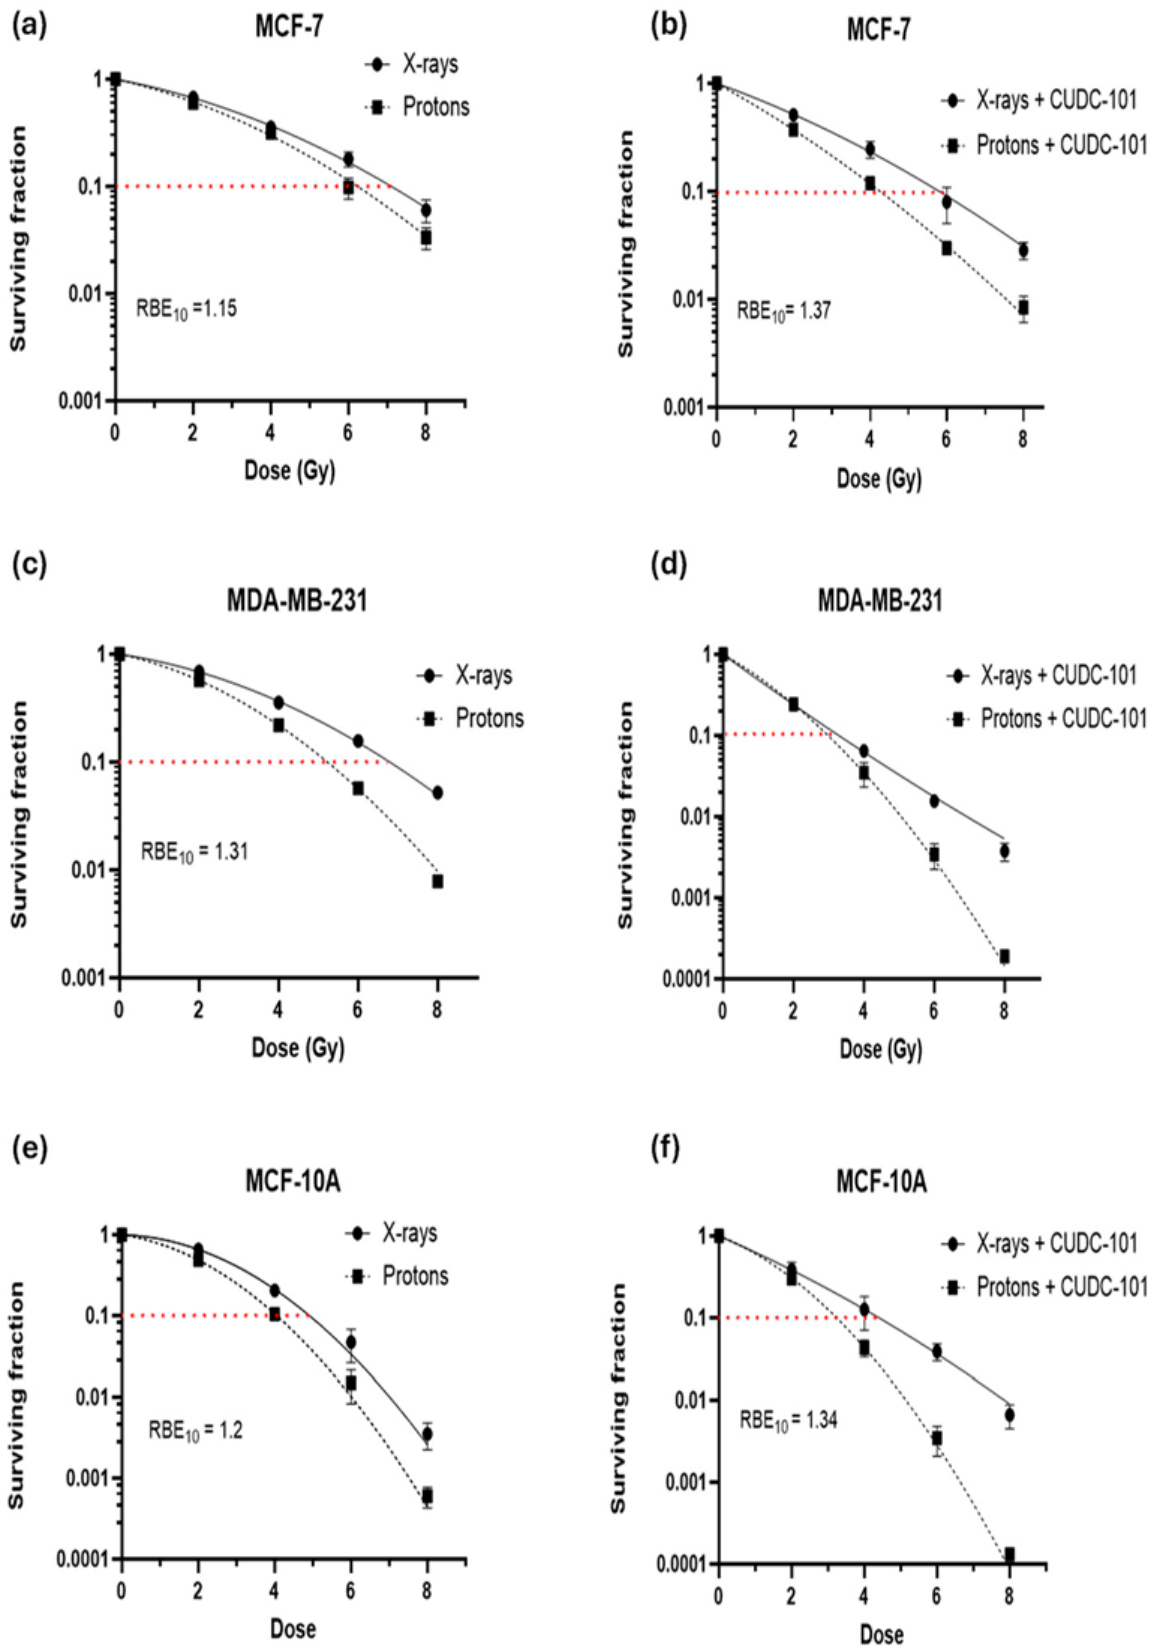 (a)
MCF-7
X-rays
Protons
Surviving fraction
1
0.1
0.01
0.001
RBE10 =1.15
0 2 4 6 8
Dose (Gy)
(b)
MCF-7
X-rays + CUDC-101
Protons + CUDC-101
Surviving fraction
1
0.1
0.01
0.001
RBE10= 1.37
0 2 4 6 8
Dose (Gy)
(c)
MDA-MB-231
X-rays
Protons
Surviving fraction
1
0.1
0.01
0.001
RBE10 = 1.31
0 2 4 6 8
Dose (Gy)
(d)
MDA-MB-231
X-rays + CUDC-101
Protons + CUDC-101
Surviving fraction
1
0.1
0.01
0.001
0.0001
0 2 4 6 8
Dose (Gy)
(e)
MCF-10A
X-rays
Protons
Surviving fraction
1
0.1
0.01
0.001
0.0001
RBE10 = 1.2
0 2 4 6 8
Dose
(f)
MCF-10A
X-rays + CUDC-101
Protons + CUDC-101
Surviving fraction
1
0.1
0.01
0.001
0.0001
RBE10 = 1.34
0 2 4 6 8
Dose